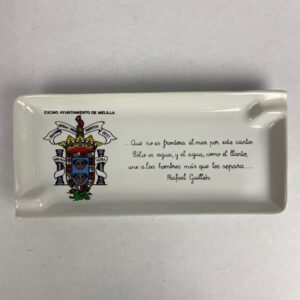 EXCMO. AYUNTAMIENTO DE MELILLA
...Qué no es frontera el mar por este canto.
Sólo es agua, y el agua, como el llanto,
une a los hombres más que los separa....
Rafael Guillén.